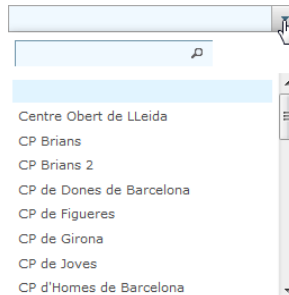 Centre Obert de LLeida
CP Brians
CP Brians 2
CP de Dones de Barcelona
CP de Figueres
CP de Girona
CP de Joves
CP d'Homes de Barcelona